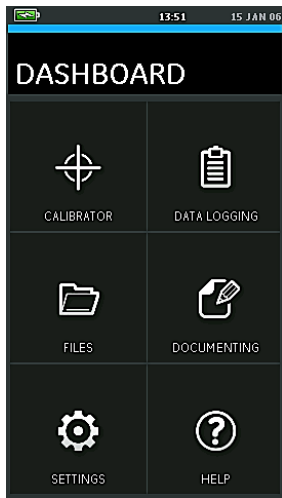 13:51 15 JAN 06
DASHBOARD
CALIBRATOR DATA LOGGING
FILES DOCUMENTING
SETTINGS HELP